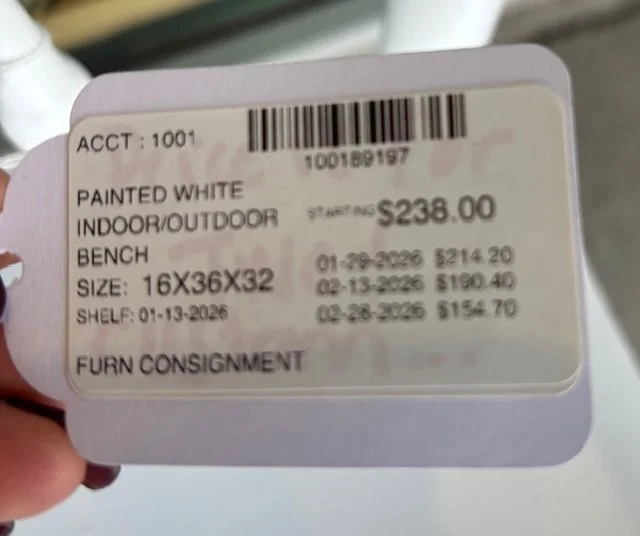 ACCT : 1001
100189197
PAINTED WHITE
INDOOR/OUTDOOR
BENCH
STARTING $238.00
SIZE: 16X36X32
SHELF: 01-13-2026
01-29-2026 $214.20
02-13-2026 $190.40
02-28-2026 $154.70
FURN CONSIGNMENT